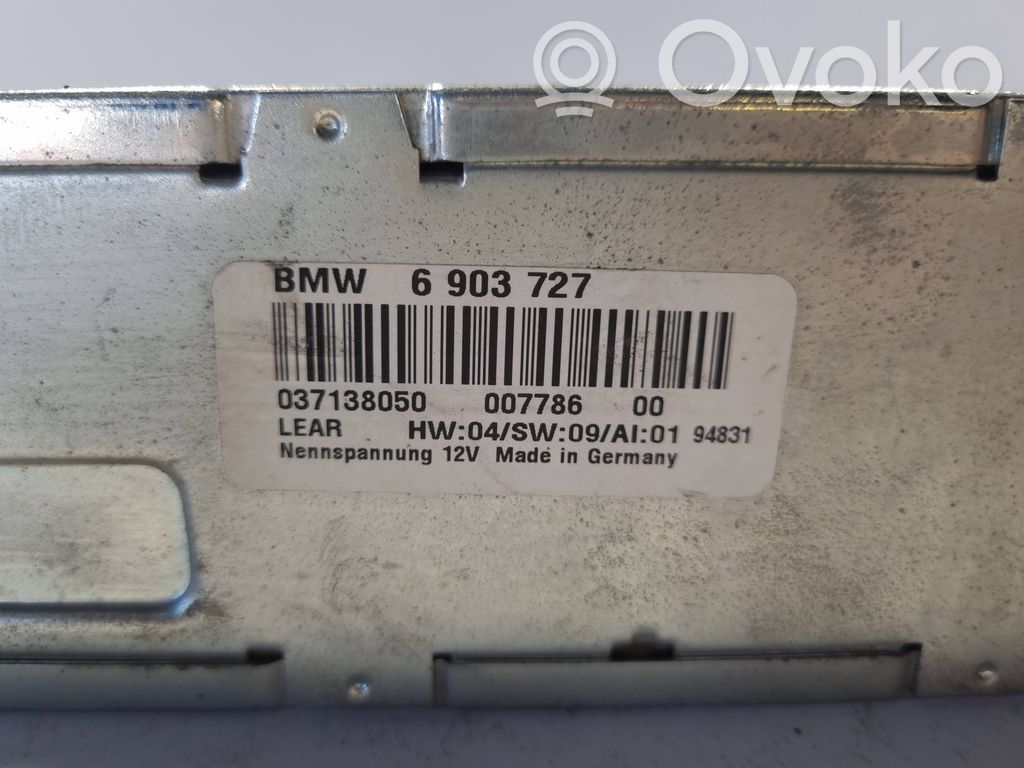 Ovoko
BMW 6 903 727
037138050 007786 00
LEAR HW:04/SW:09/AI:01 94831
Nennspannung 12V Made in Germany